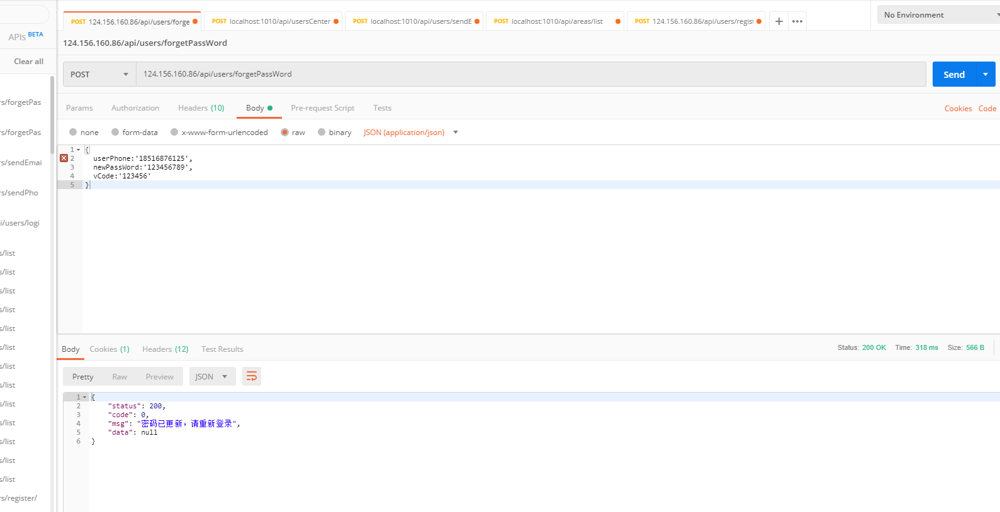 POST 124.156.160.86/api/users/forge
POST localhost:1010/api/usersCenter
POST localhost:1010/api/users/sendE
POST localhost:1010/api/areas/list
POST 124.156.160.86/api/users/regist
No Environment
APIs BETA
Clear all
124.156.160.86/api/users/forgetPassWord
POST
124.156.160.86/api/users/forgetPassWord
Send
Params
Authorization
Headers (10)
Body
Pre-request Script
Tests
Cookies
Code
none
form-data
x-www-form-urlencoded
raw
binary
JSON (application/json)
1 {
2 userPhone:'18516876125',
3 newPassWord:'123456789',
4 vCode:'123456'
5 }
rs/forgetPas
rs/forgetPas
rs/sendEmai
rs/sendPho
i/users/logi
s/list
s/list
s/list
s/list
s/list
s/list
s/list
s/list
s/list
s/list
s/list
s/list
s/list
rs/register/
Body
Cookies (1)
Headers (12)
Test Results
Status: 200 OK
Time: 318 ms
Size: 566 B
Pretty
Raw
Preview
JSON
1 {
2 "status": 200,
3 "code": 0,
4 "msg": "密码已更新，请重新登录",
5 "data": null
6 }